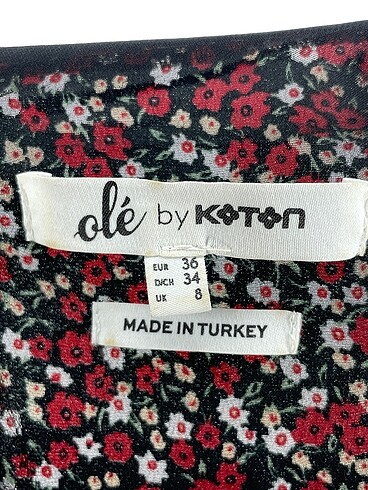 olé by KOTON
EUR 36
D/CH 34
UK 8
MADE IN TURKEY